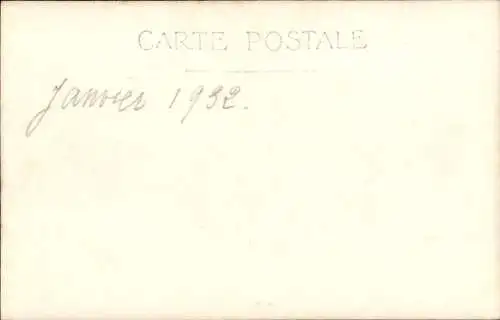 CARTE POSTALE
Janvier 1932.